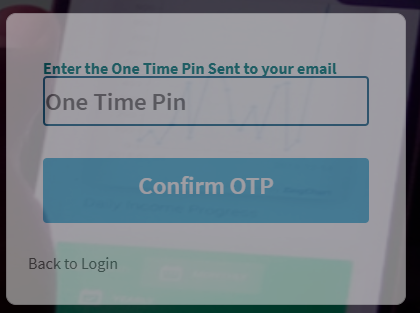 Enter the One Time Pin Sent to your email
One Time Pin
Confirm OTP
Back to Login